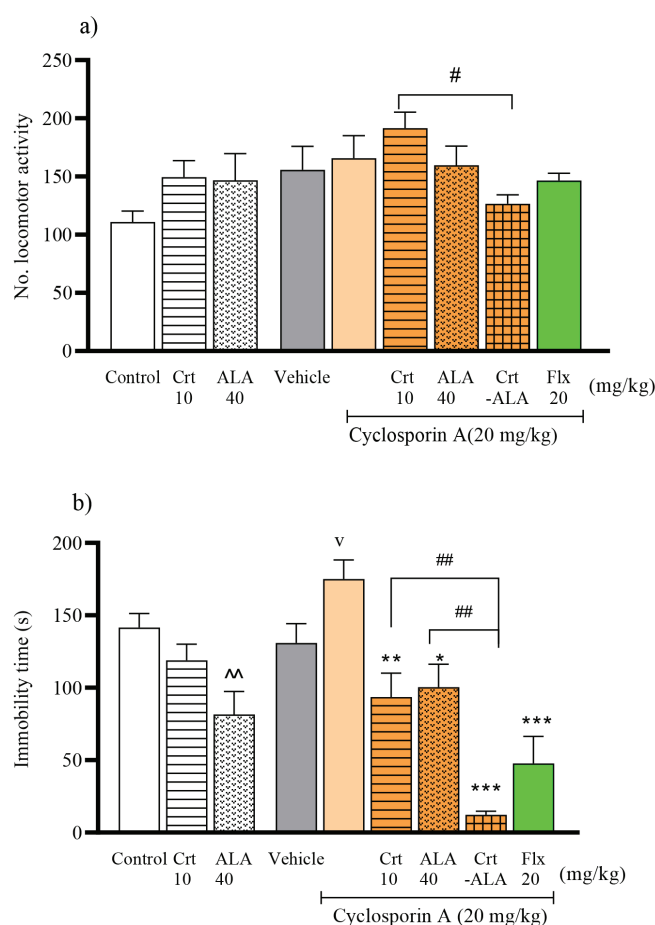 a)
No. locomotor activity
250
200
150
100
50
0
#
Control Crt ALA Vehicle Crt ALA Crt Flx (mg/kg)
10 40 10 40 -ALA 20
Cyclosporin A(20 mg/kg)
b)
Immobility time (s)
200
150
100
50
0
v
##
##
^^
**
*
***
***
Control Crt ALA Vehicle Crt ALA Crt Flx (mg/kg)
10 40 10 40 -ALA 20
Cyclosporin A (20 mg/kg)